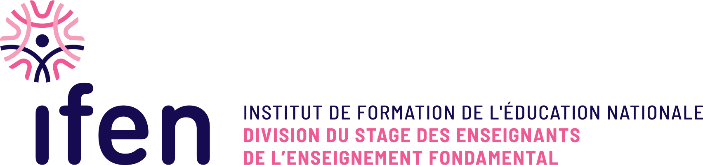 ifen
INSTITUT DE FORMATION DE L'ÉDUCATION NATIONALE
DIVISION DU STAGE DES ENSEIGNANTS
DE L’ENSEIGNEMENT FONDAMENTAL